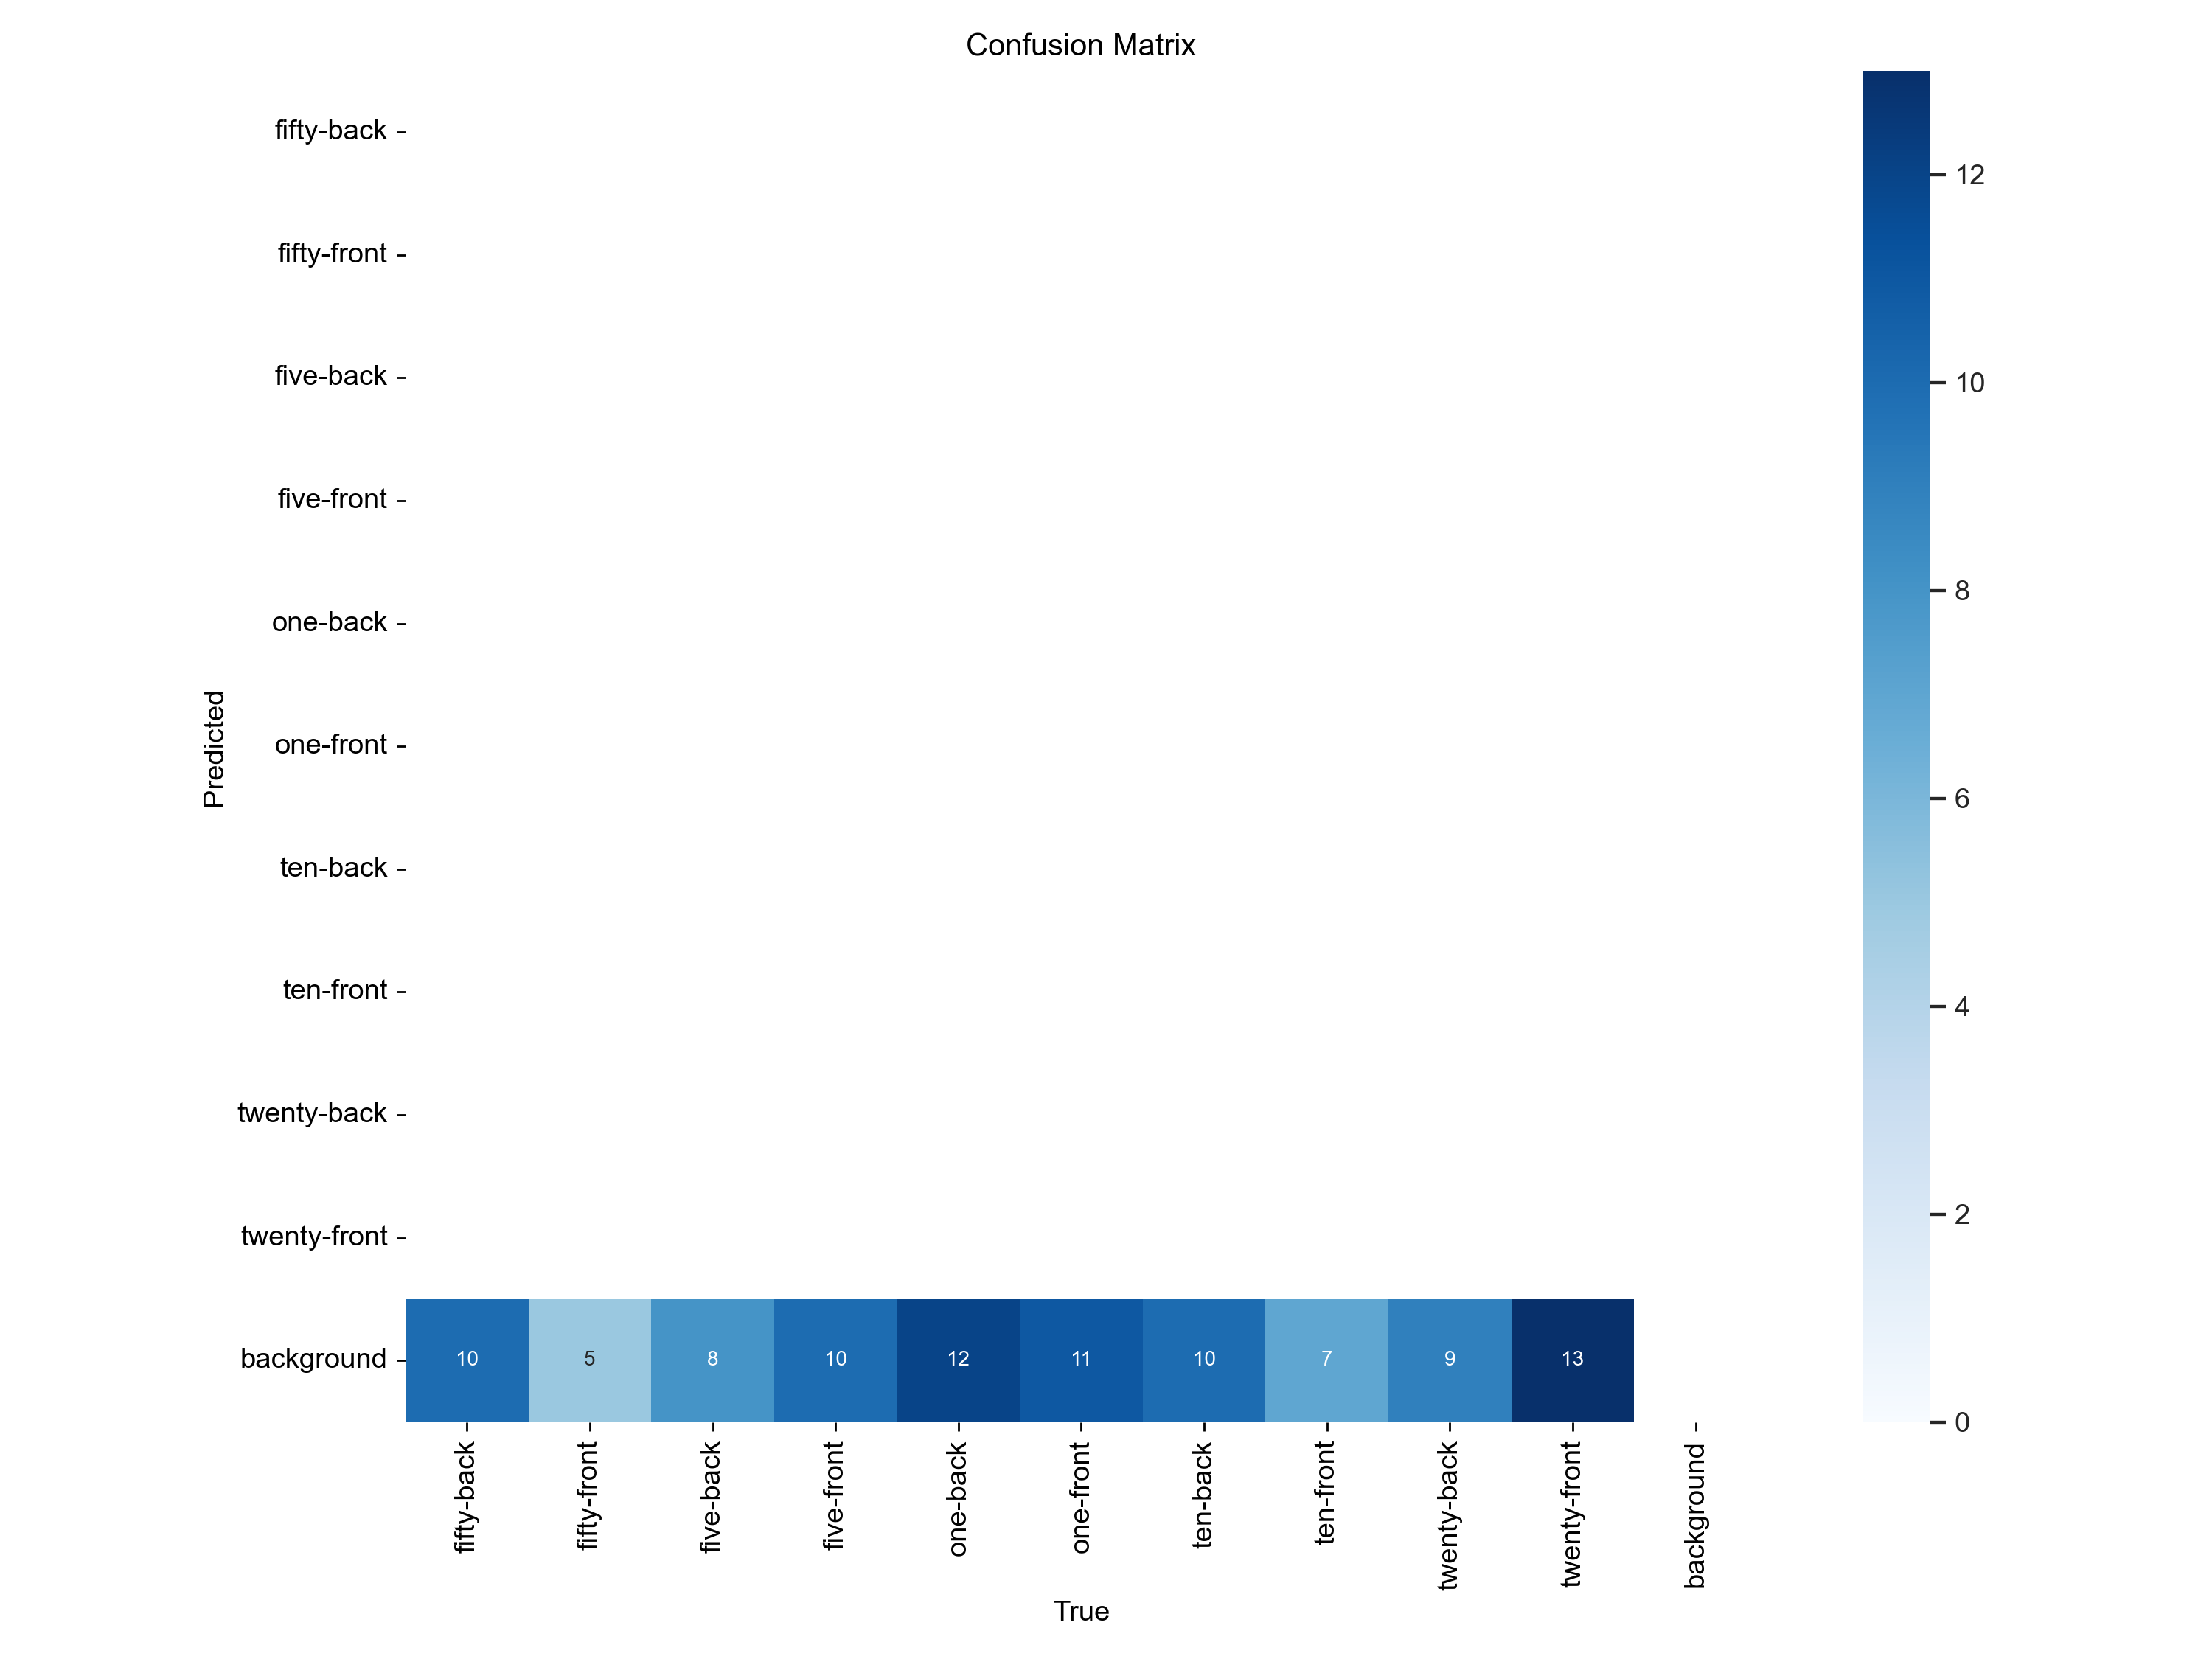 Confusion Matrix
fifty-back
fifty-front
five-back
five-front
one-back
one-front
ten-back
ten-front
twenty-back
twenty-front
background
Predicted
10 5 8 10 12 11 10 7 9 13
fifty-back fifty-front five-back five-front one-back one-front ten-back ten-front twenty-back twenty-front background
True
12
10
8
6
4
2
0